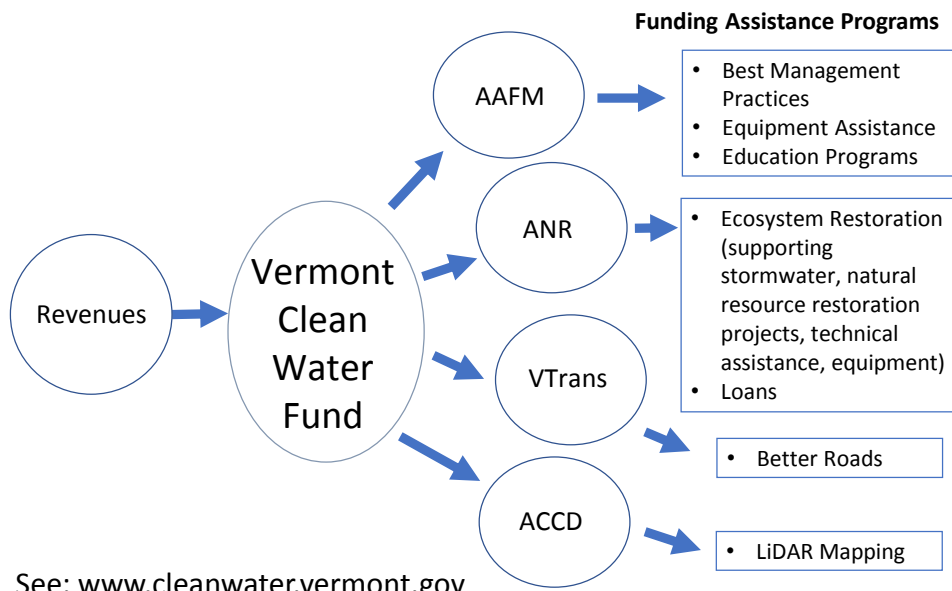 Funding Assistance Programs
AAFM
• Best Management
Practices
• Equipment Assistance
• Education Programs
ANR
• Ecosystem Restoration
(supporting
stormwater, natural
resource restoration
projects, technical
assistance, equipment)
• Loans
Revenues
Vermont
Clean
Water
Fund
VTrans
• Better Roads
ACCD
• LiDAR Mapping
See: www.cleanwater.vermont.gov